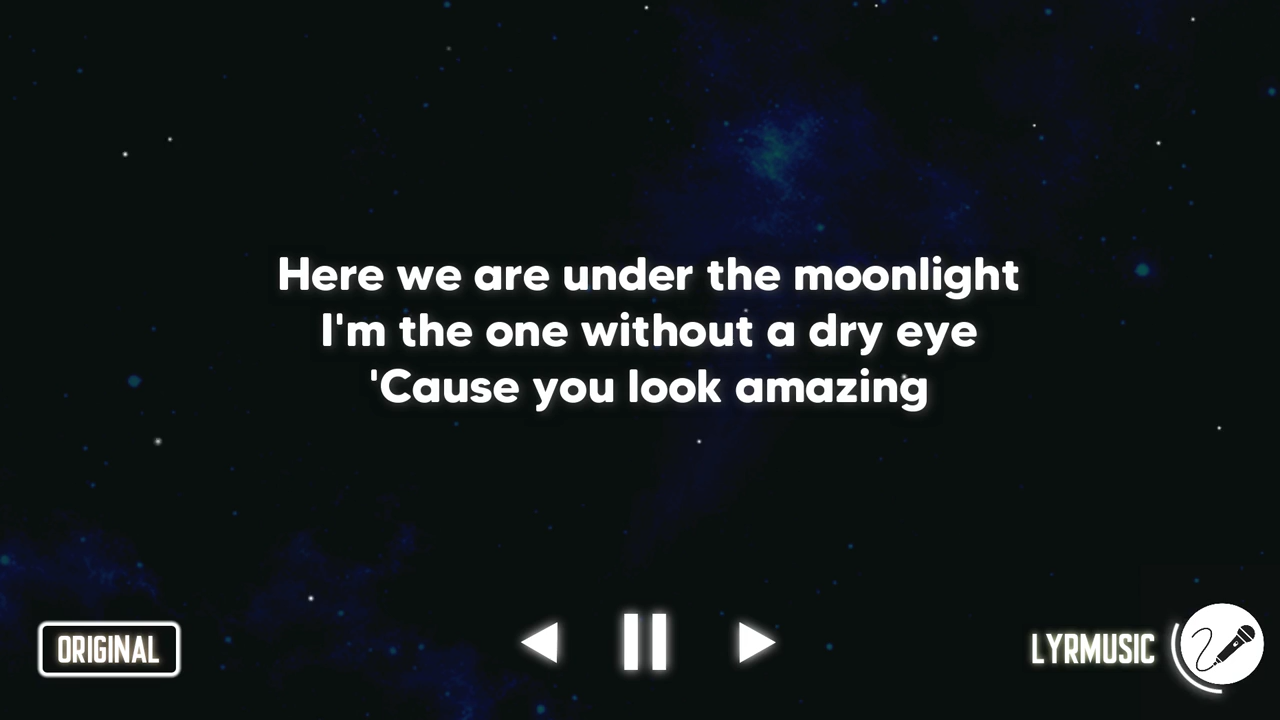 Here we are under the moonlight
I'm the one without a dry eye
'Cause you look amazing
ORIGINAL
LYRMUSIC